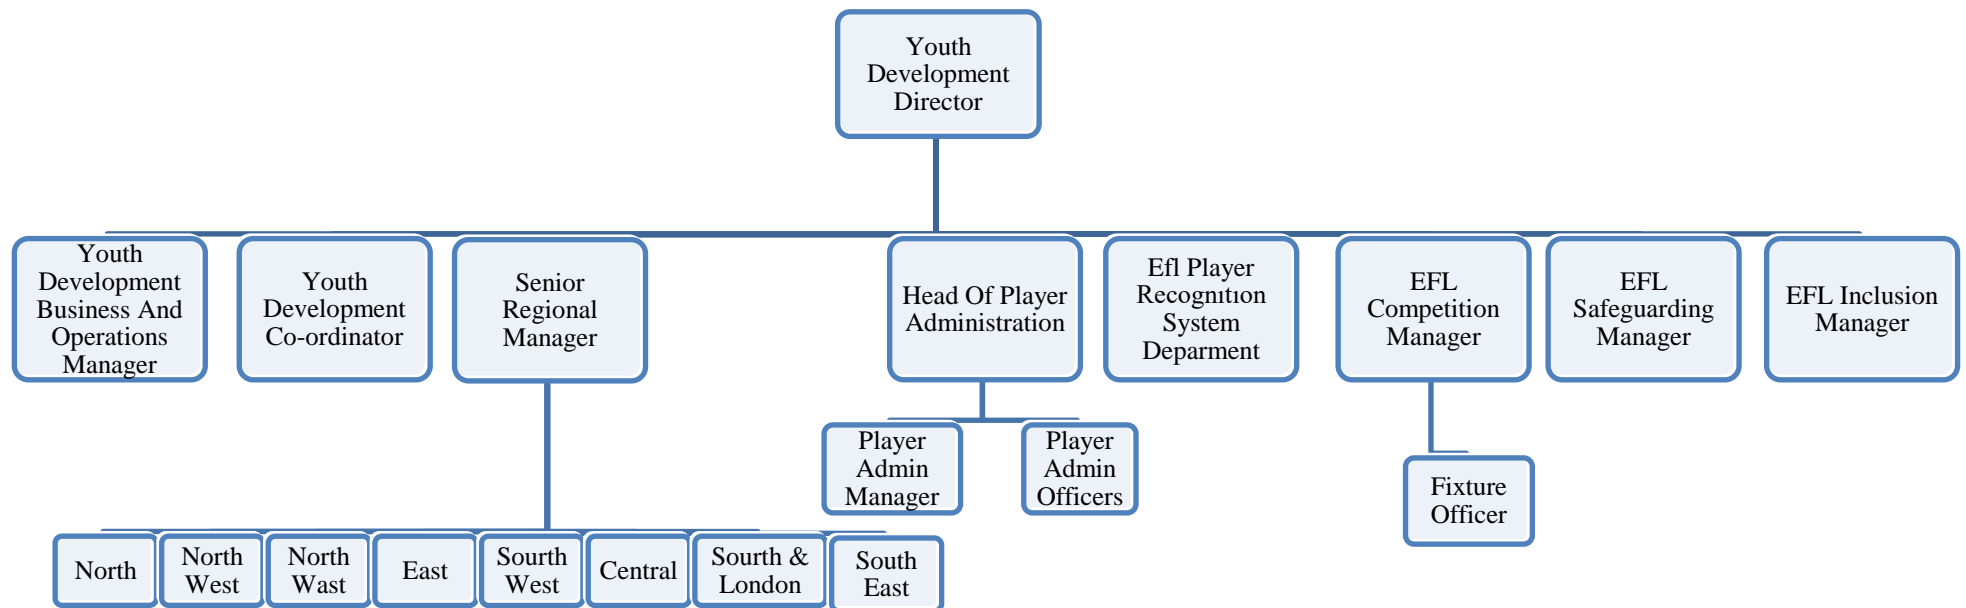 Youth
Development
Director
Youth
Development
Business And
Operations
Manager
Youth
Development
Co-ordinator
Senior
Regional
Manager
Head Of Player
Administration
Efl Player
Recognition
System
Deparment
EFL
Competition
Manager
EFL
Safeguarding
Manager
EFL Inclusion
Manager
Player
Admin
Manager
Player
Admin
Officers
Fixture
Officer
North
North
West
North
Wast
East
Sourth
West
Central
Sourth &
London
South
East